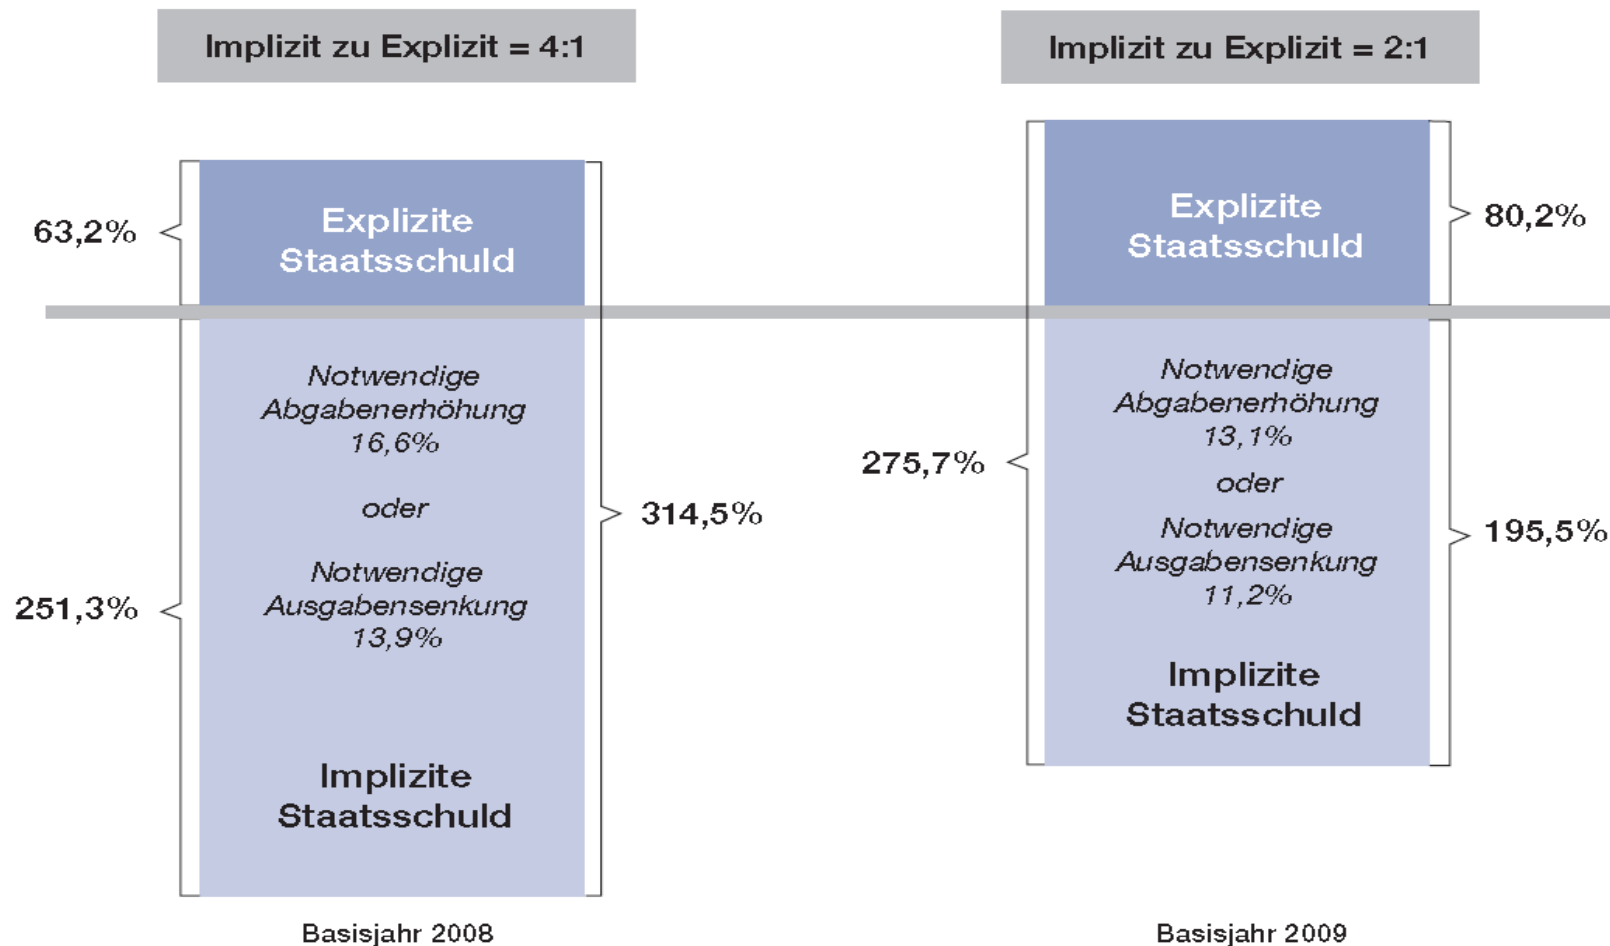 Implizit zu Explizit = 4:1
Implizit zu Explizit = 2:1
63,2%
Explizite
Staatsschuld
Notwendige
Abgabenerhöhung
16,6%
oder
Notwendige
Ausgabensenkung
13,9%
251,3%
314,5%
Implizite
Staatsschuld
Basisjahr 2008
Explizite
Staatsschuld
80,2%
Notwendige
Abgabenerhöhung
13,1%
275,7%
oder
Notwendige
Ausgabensenkung
11,2%
195,5%
Implizite
Staatsschuld
Basisjahr 2009